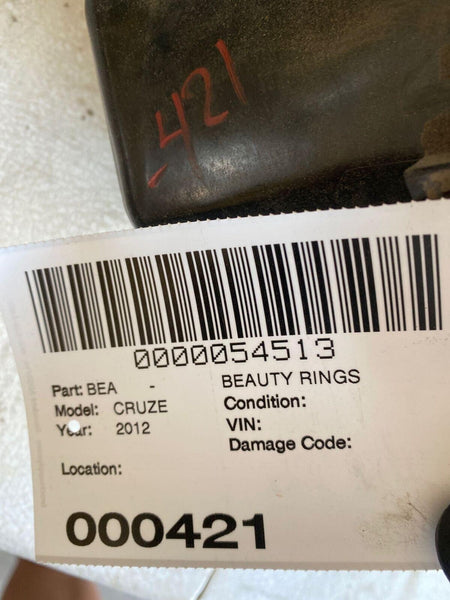 -421
0000054513
Part: BEA - BEAUTY RINGS
Model: CRUZE Condition:
Year: 2012 VIN:
Damage Code:
Location:
000421